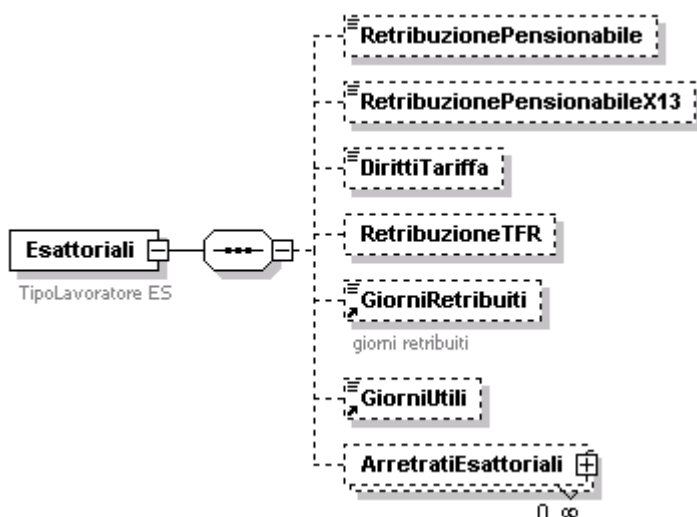 RetribuzionePensionabile
RetribuzionePensionabileX13
DirittiTariffa
Esattoriali
TipoLavoratore ES
RetribuzioneTFR
GiorniRetribuiti
giorni retribuiti
GiorniUtili
ArretratiEsattoriali
0..∞